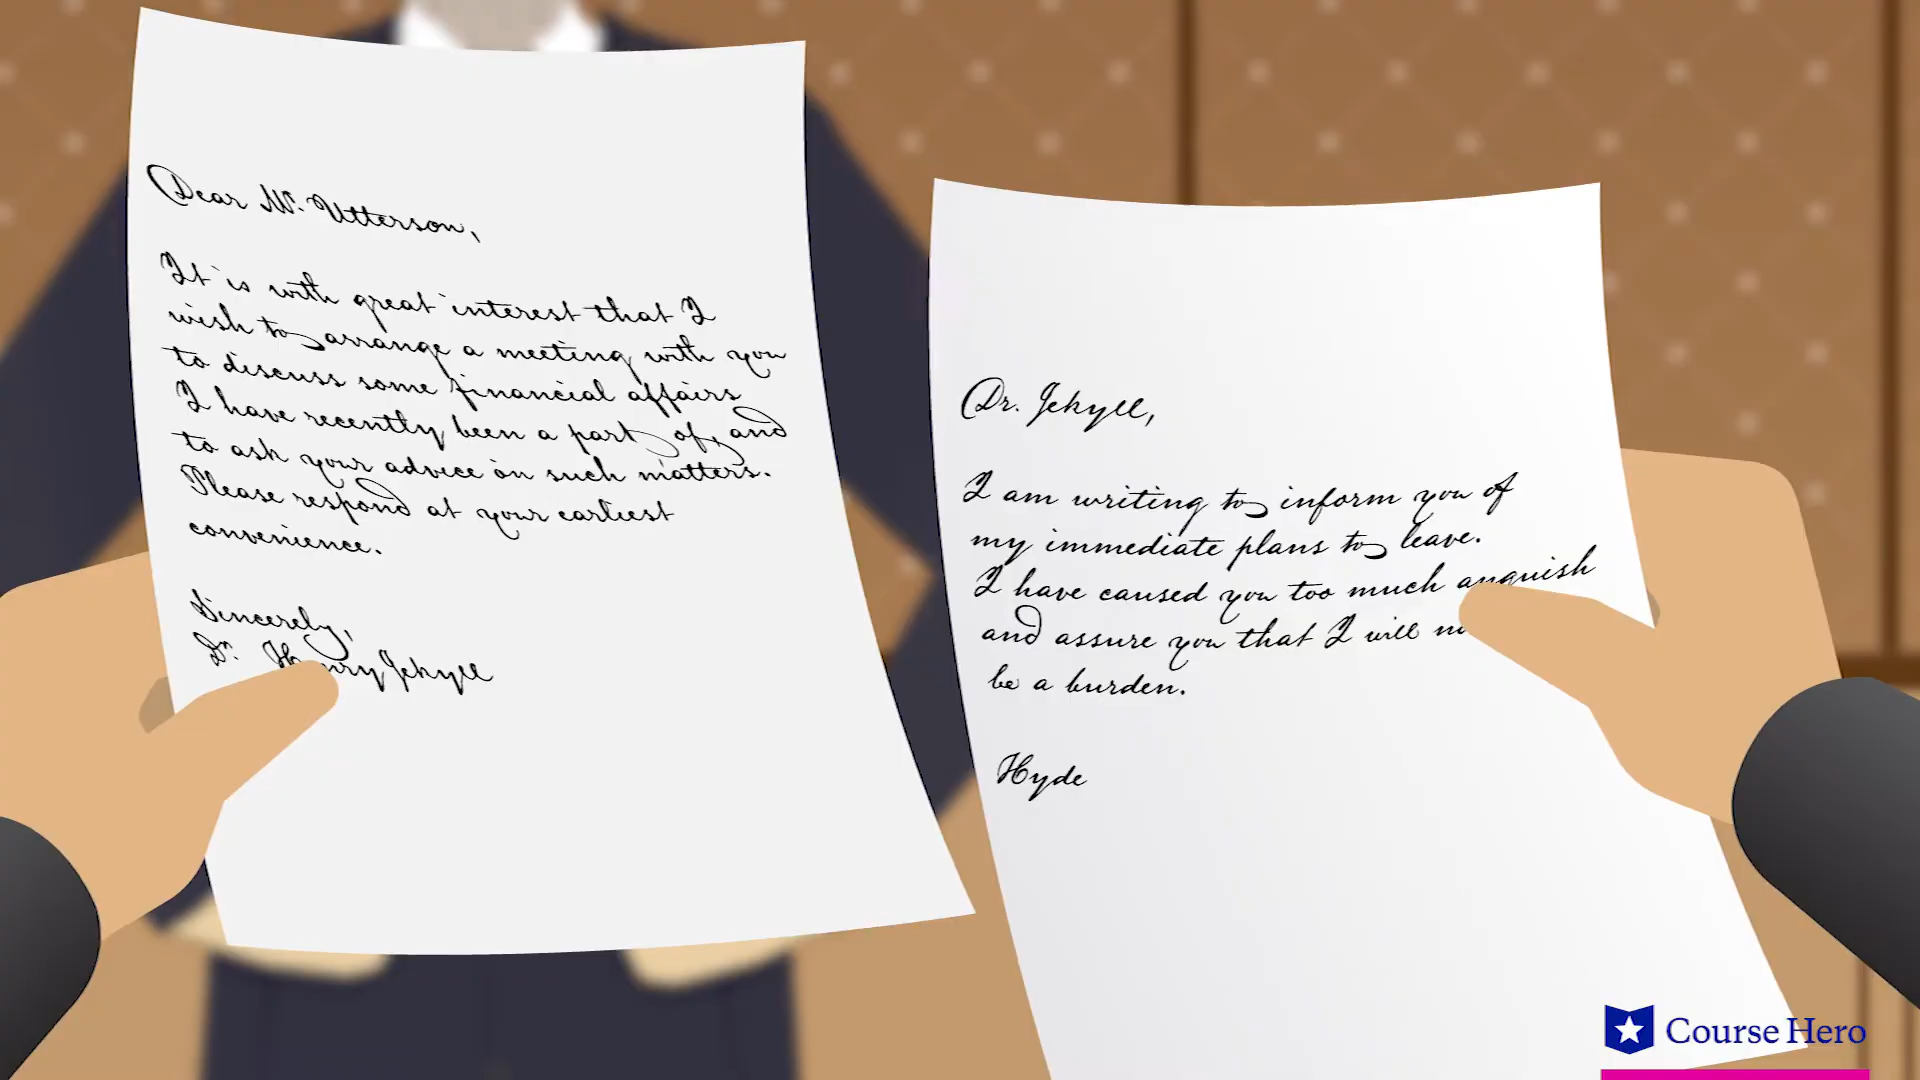 Dear Mr. Utterson,
It is with great interest that I
wish to arrange a meeting with you
to discuss some financial affairs
I have recently been a part of, and
to ask your advice on such matters.
Please respond at your earliest
convenience.
Sincerely,
Dr. Henry Jekyll
Dr. Jekyll,
I am writing to inform you of
my immediate plans to leave.
I have caused you too much anguish
and assure you that I will
be a burden.
Hyde
Course Hero